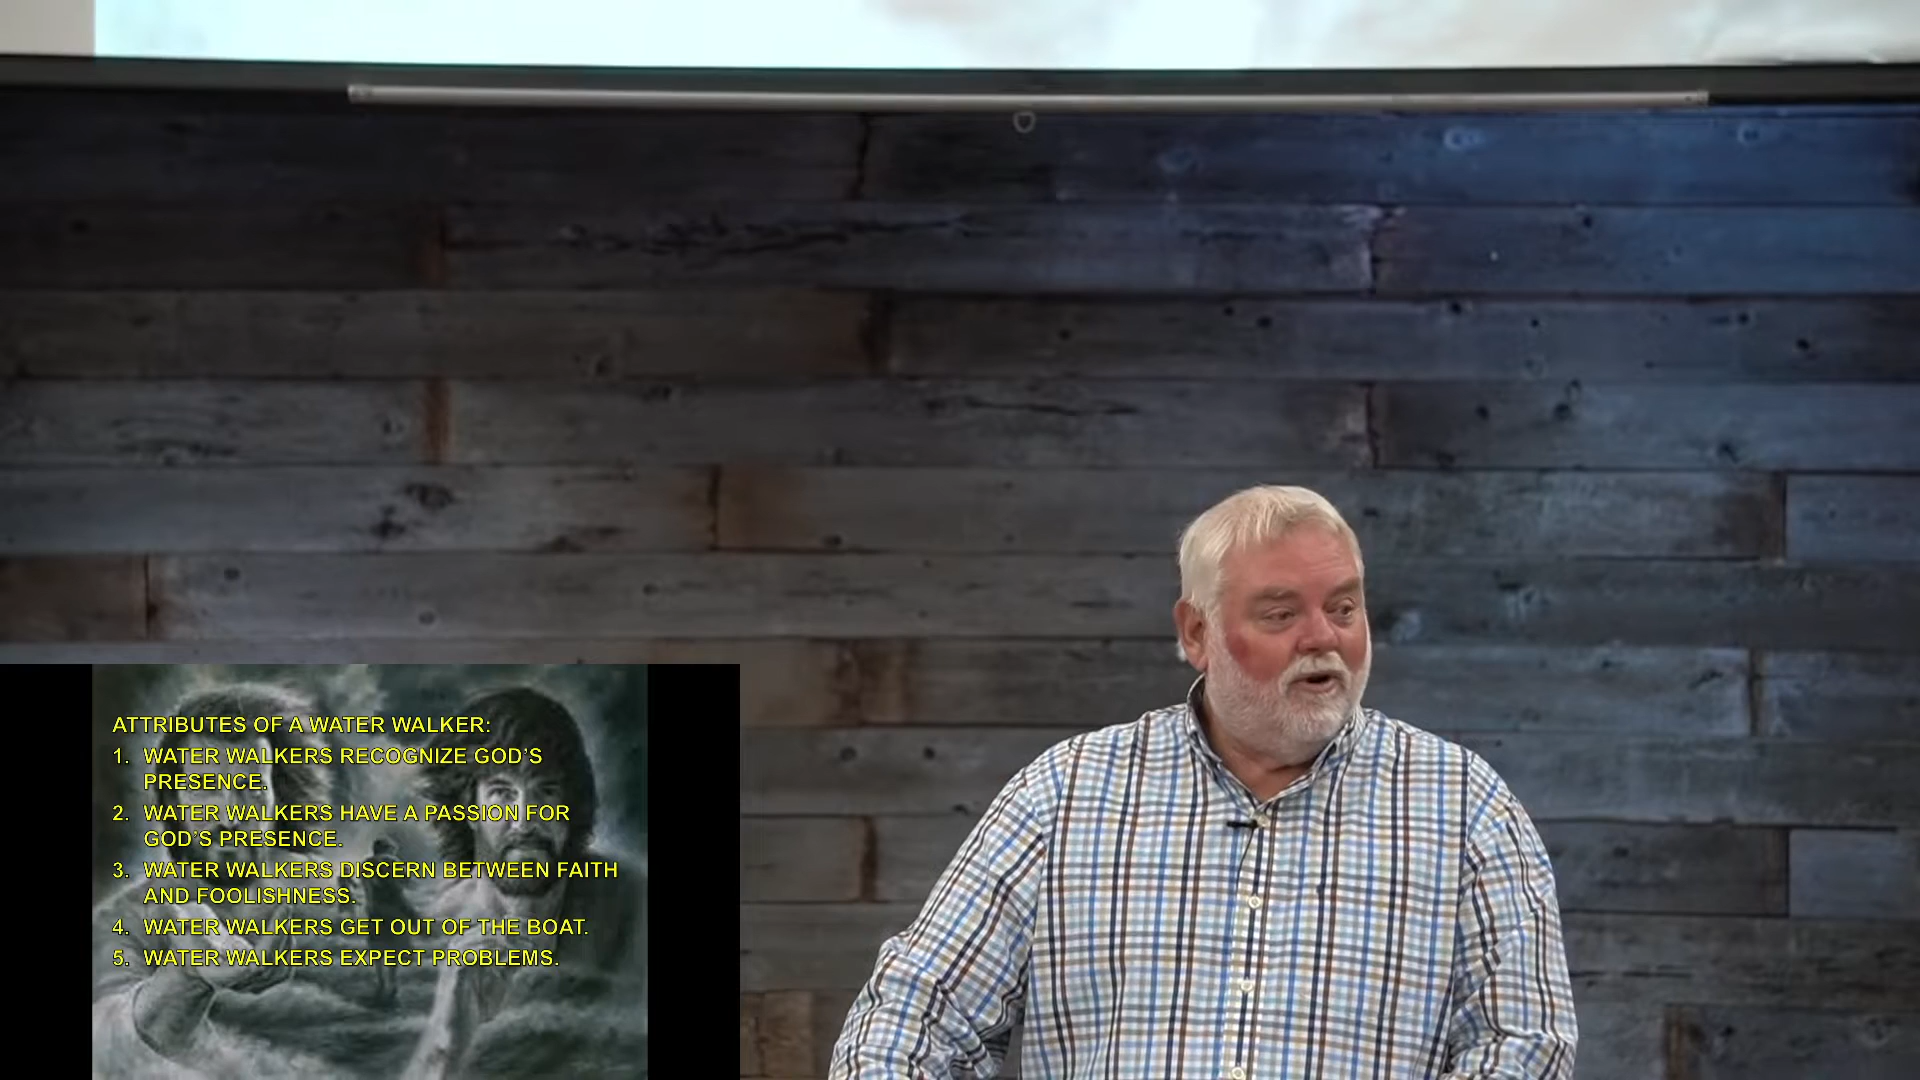 ATTRIBUTES OF A WATER WALKER:
1. WATER WALKERS RECOGNIZE GOD'S
PRESENCE.
2. WATER WALKERS HAVE A PASSION FOR
GOD'S PRESENCE.
3. WATER WALKERS DISCERN BETWEEN FAITH
AND FOOLISHNESS.
4. WATER WALKERS GET OUT OF THE BOAT.
5. WATER WALKERS EXPECT PROBLEMS.